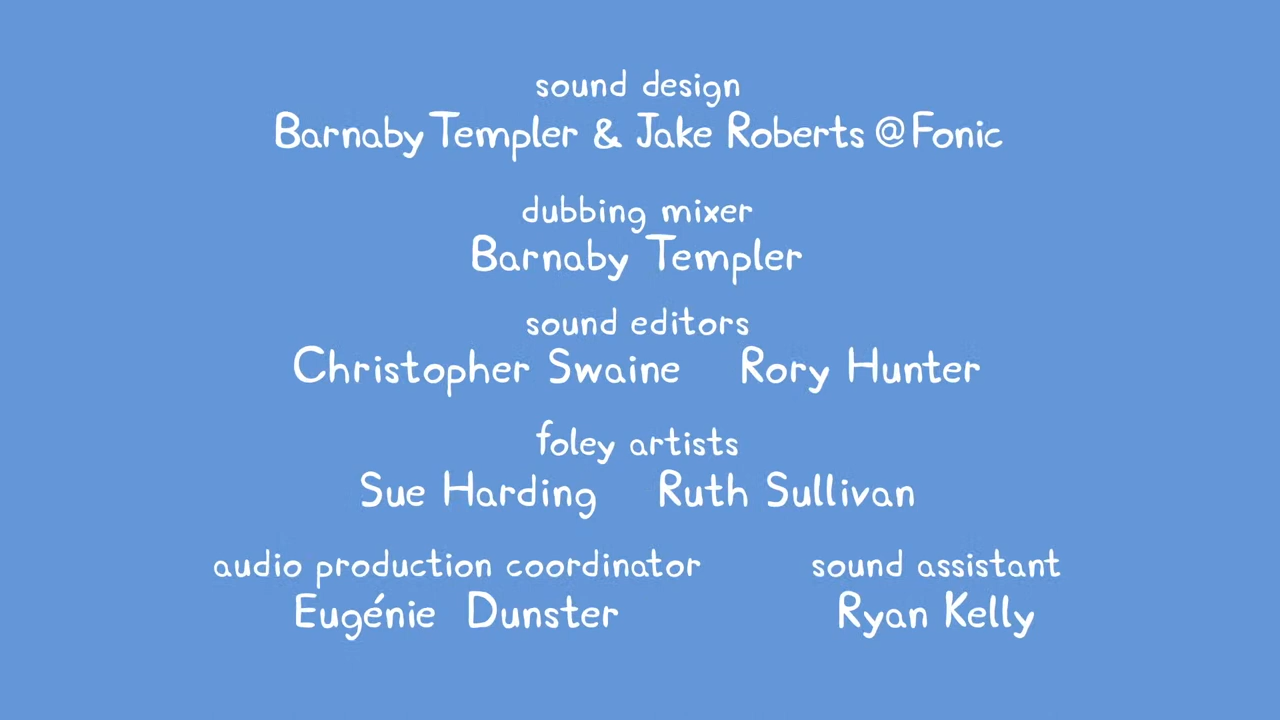 sound design
Barnaby Templer & Jake Roberts @ Fonic
dubbing mixer
Barnaby Templer
sound editors
Christopher Swaine Rory Hunter
foley artists
Sue Harding Ruth Sullivan
audio production coordinator sound assistant
Eugénie Dunster Ryan Kelly